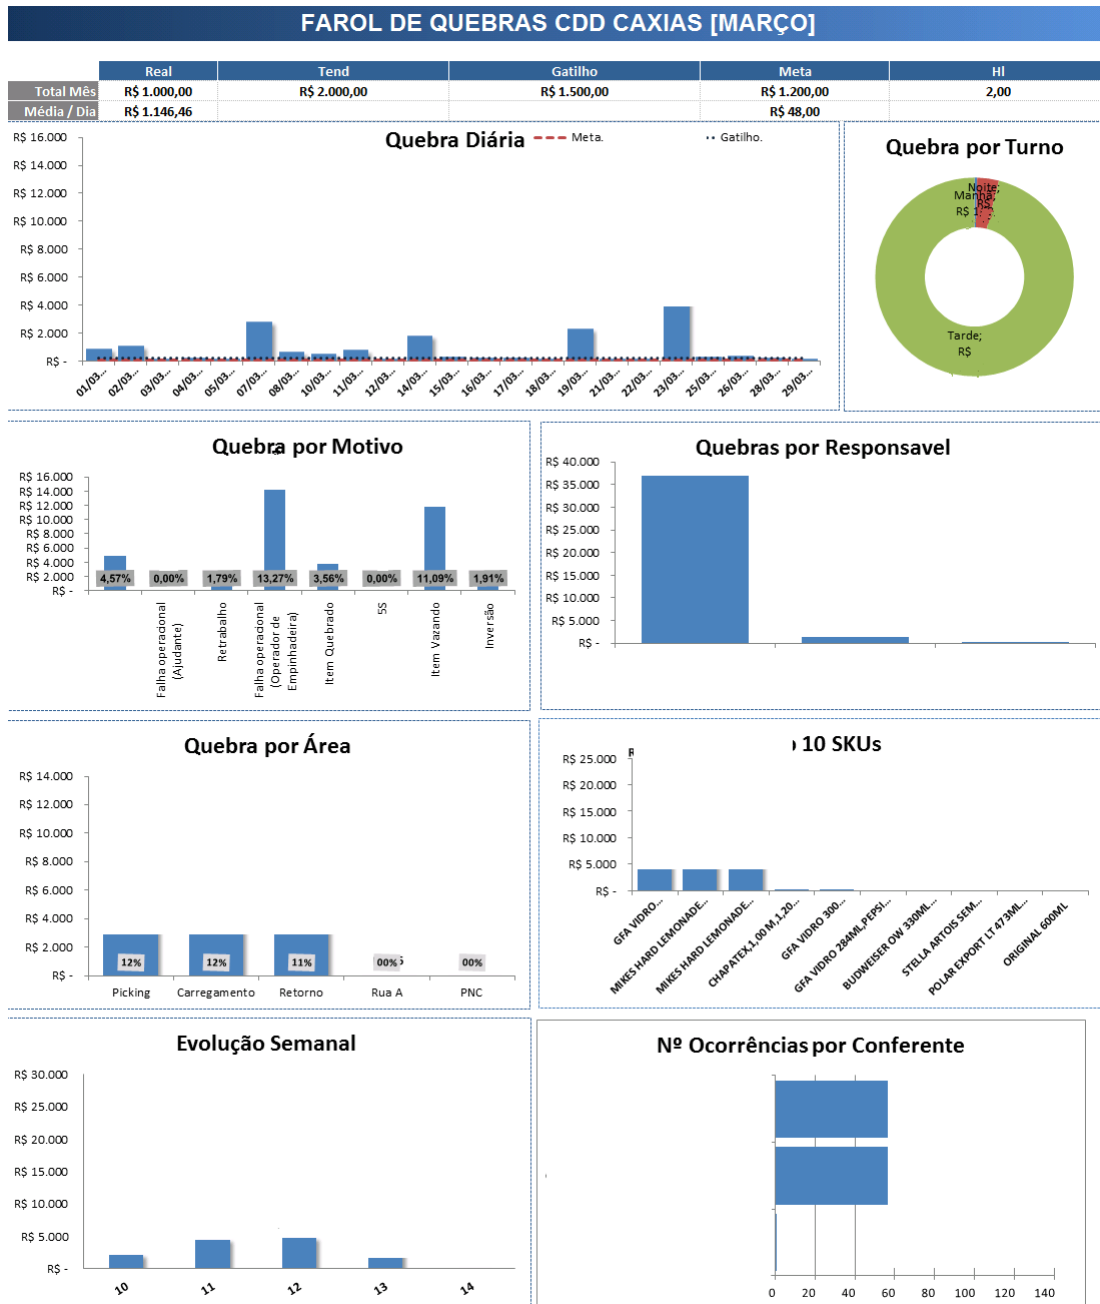 FAROL DE QUEBRAS CDD CAXIAS [MARÇO]
Real Tend Gatilho Meta Hl
Total Mês R$ 1.000,00 R$ 2.000,00 R$ 1.500,00 R$ 1.200,00 2,00
Média / Dia R$ 1.146,46 R$ 48,00
Quebra Diária
Meta.
Gatilho.
R$ 16.000
R$ 14.000
R$ 12.000
R$ 10.000
R$ 8.000
R$ 6.000
R$ 4.000
R$ 2.000
R$ -
01/03... 02/03... 03/03... 04/03... 05/03... 07/03... 08/03... 10/03... 11/03... 12/03... 14/03... 15/03... 16/03... 17/03... 18/03... 19/03... 21/03... 22/03... 23/03... 25/03... 26/03... 28/03... 29/03...
Quebra por Turno
Noite;
R$
Manhã;
R$ 1
Tarde;
R$
Quebra por Motivo
R$ 16.000
R$ 14.000
R$ 12.000
R$ 10.000
R$ 8.000
R$ 6.000
R$ 4.000
R$ 2.000
R$ -
4,57% 0,00% 1,79% 13,27% 3,56% 0,00% 11,09% 1,91%
Falha operacional
(Ajudante)
Retrabalho
Falha operacional
(Operador de
Empinhadeira)
Item Quebrado
5S
Item Vazando
Inversão
Quebras por Responsavel
R$ 40.000
R$ 35.000
R$ 30.000
R$ 25.000
R$ 20.000
R$ 15.000
R$ 10.000
R$ 5.000
R$ -
Quebra por Área
R$ 14.000
R$ 12.000
R$ 10.000
R$ 8.000
R$ 6.000
R$ 4.000
R$ 2.000
R$ -
12% 12% 11% 00% 00%
Picking Carregamento Retorno Rua A PNC
10 SKUs
R$ 25.000
R$ 20.000
R$ 15.000
R$ 10.000
R$ 5.000
R$ -
GFA VIDRO...
MIKES HARD LEMONADE...
MIKES HARD LEMONADE...
CHAPATEX,1,00 M,1,20...
GFA VIDRO 300...
GFA VIDRO 284ML,PEPSI...
BUDWEISER OW 330ML...
STELLA ARTOIS SEM...
POLAR EXPORT LT 473ML...
ORIGINAL 600ML
Evolução Semanal
R$ 30.000
R$ 25.000
R$ 20.000
R$ 15.000
R$ 10.000
R$ 5.000
R$ -
10 11 12 13 14
Nº Ocorrências por Conferente
0 20 40 60 80 100 120 140